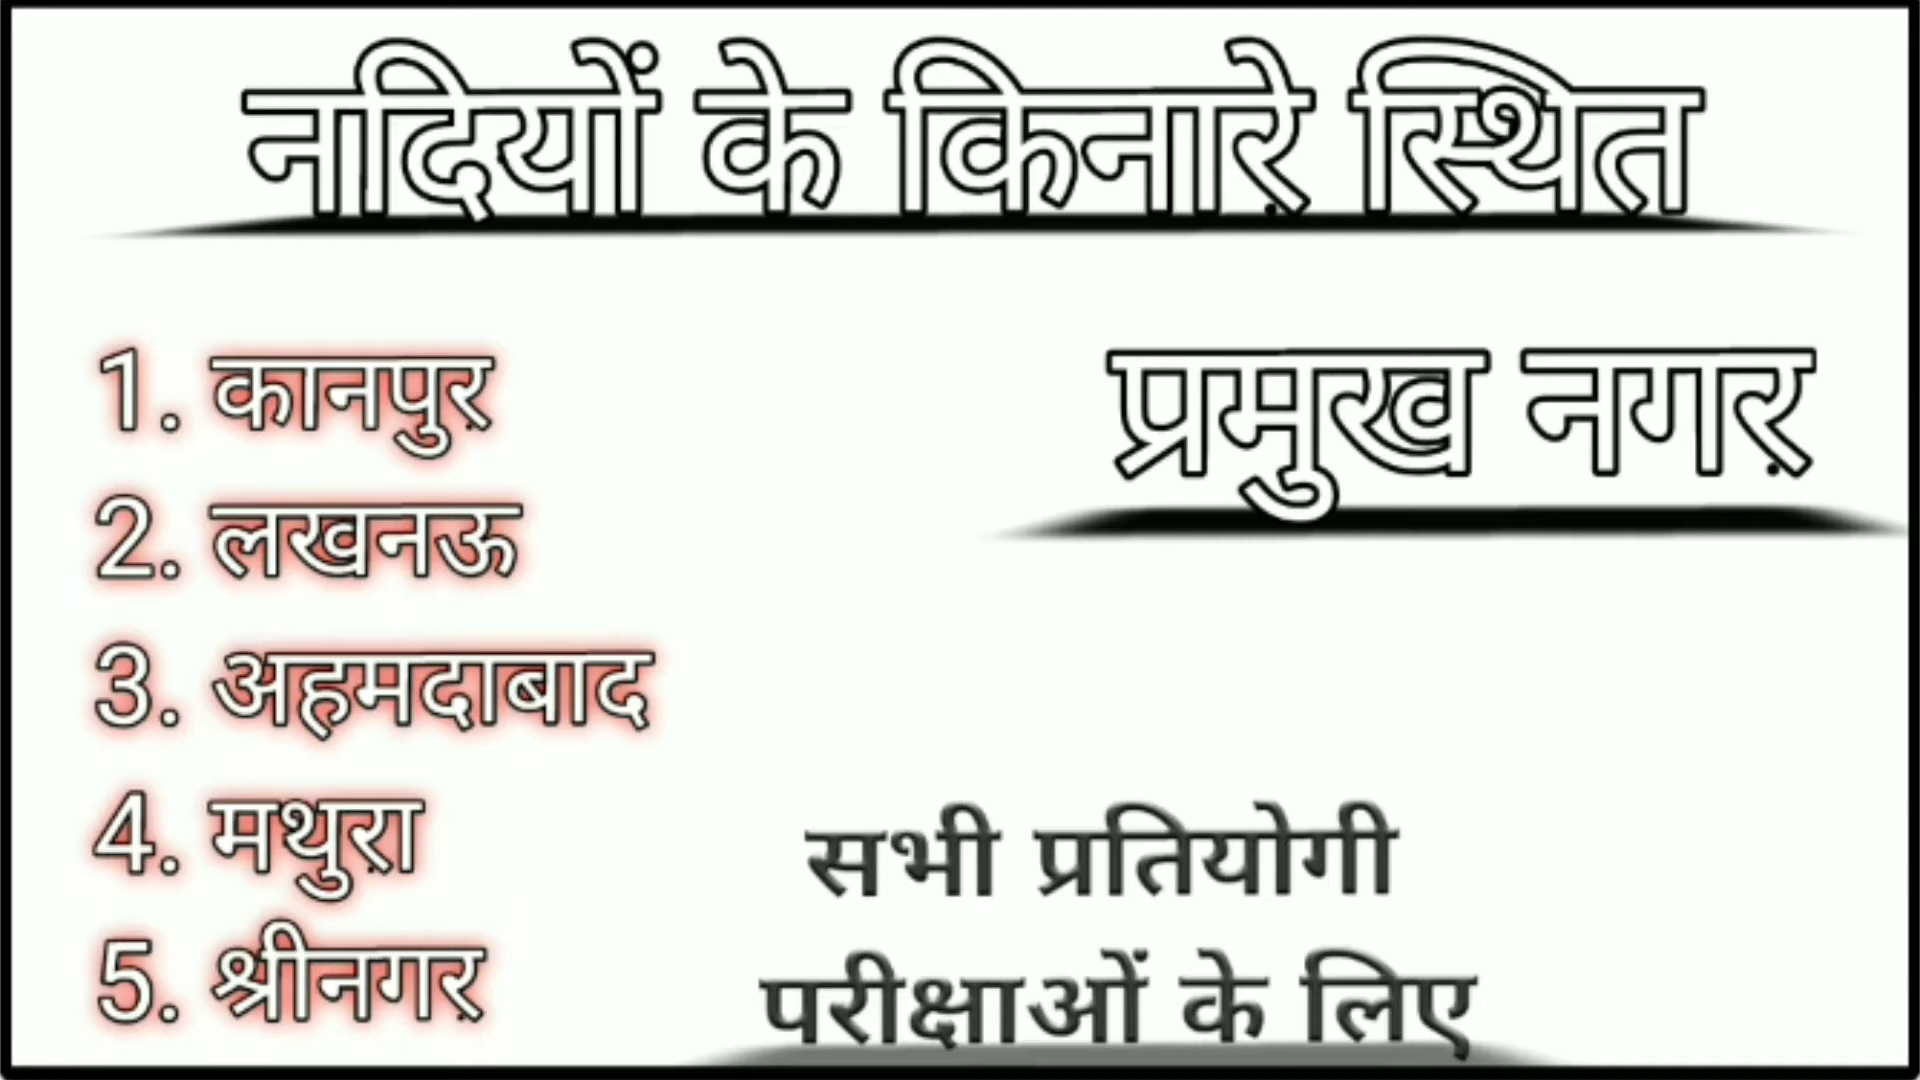 नदियों के किनारे स्थित
प्रमुख नगर
1. कानपुर
2. लखनऊ
3. अहमदाबाद
4. मथुरा
5. श्रीनगर
सभी प्रतियोगी
परीक्षाओं के लिए